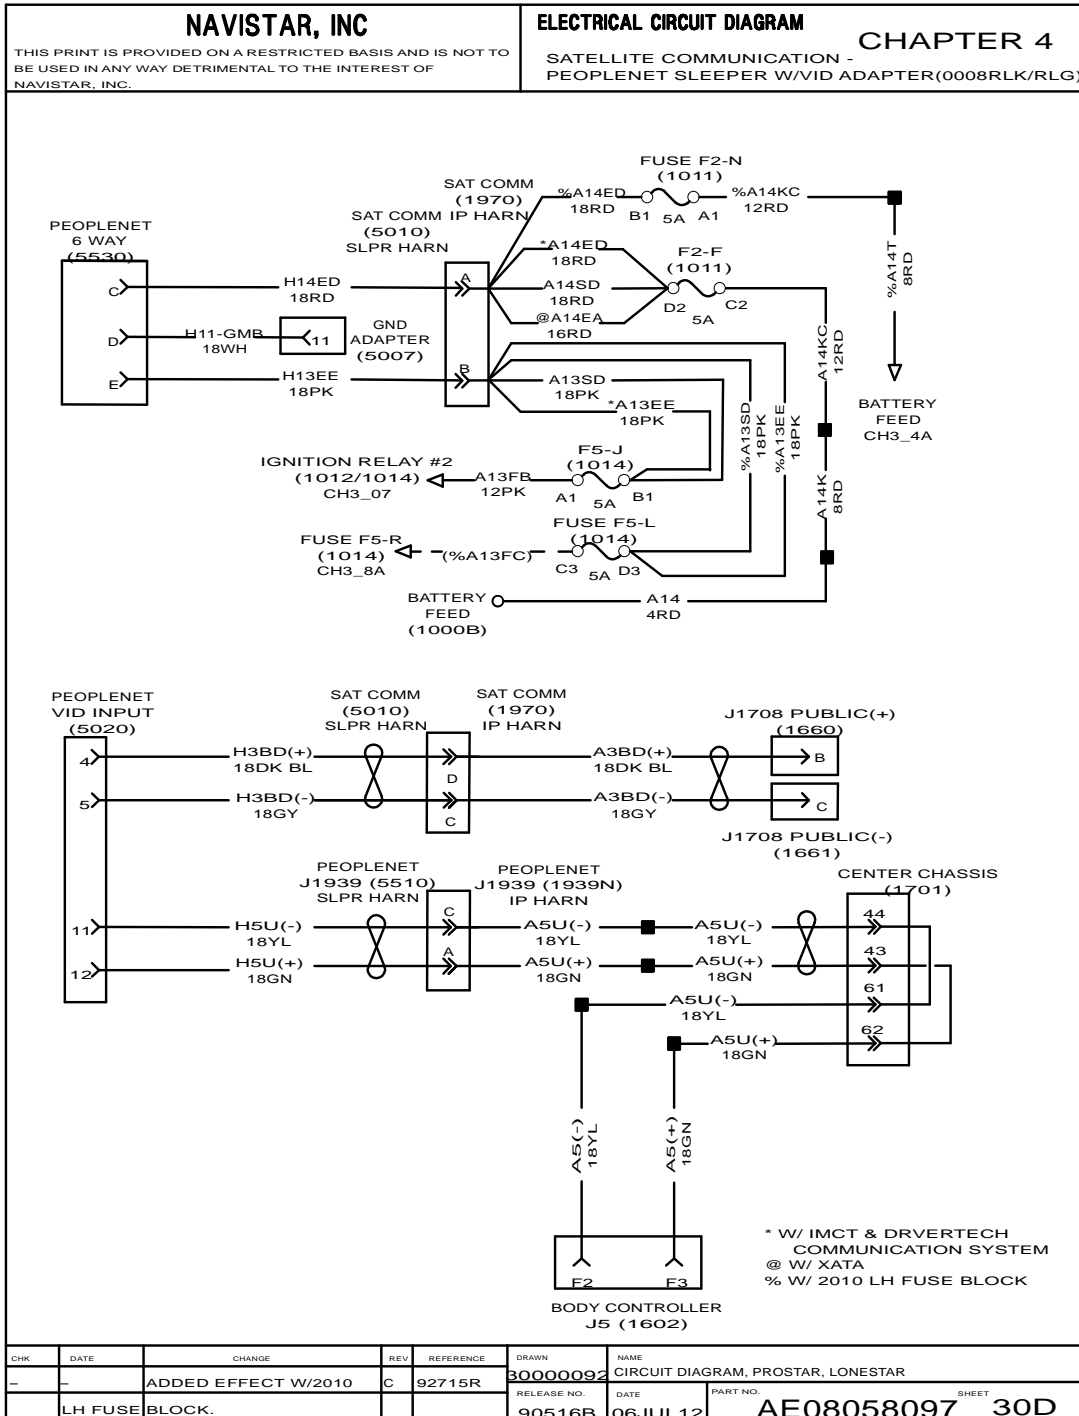 NAVISTAR, INC
THIS PRINT IS PROVIDED ON A RESTRICTED BASIS AND IS NOT TO
BE USED IN ANY WAY DETRIMENTAL TO THE INTEREST OF
NAVISTAR, INC.
ELECTRICAL CIRCUIT DIAGRAM
CHAPTER 4
SATELLITE COMMUNICATION -
PEOPLENET SLEEPER W/VID ADAPTER(0008RLK/RLG)
FUSE F2-N
(1011)
SAT COMM
(1970)
IP HARN
%A14ED
18RD
B1 5A A1
%A14KC
12RD
SAT COMM
(5010)
SLPR HARN
PEOPLENET
6 WAY
(5530)
*A14ED
18RD
F2-F
(1011)
%A14T
8RD
C
H14ED
18RD
A
A14SD
18RD
D2 5A C2
@A14EA
16RD
D
H11-GMB
18WH
11
GND
ADAPTER
(5007)
A14KC
12RD
E
H13EE
18PK
B
A13SD
18PK
*A13EE
18PK
%A13SD
18PK
%A13EE
18PK
BATTERY
FEED
CH3_4A
IGNITION RELAY #2
(1012/1014)
CH3_07
A13FB
12PK
F5-J
(1014)
A1 5A B1
A14K
8RD
FUSE F5-R
(1014)
CH3_8A
(%A13FC)
FUSE F5-L
(1014)
C3 5A D3
BATTERY
FEED
(1000B)
A14
4RD
PEOPLENET
VID INPUT
(5020)
SAT COMM
(5010)
SLPR HARN
SAT COMM
(1970)
IP HARN
J1708 PUBLIC(+)
(1660)
4
H3BD(+)
18DK BL
D
A3BD(+)
18DK BL
B
5
H3BD(-)
18GY
C
A3BD(-)
18GY
C
J1708 PUBLIC(-)
(1661)
PEOPLENET
J1939 (5510)
SLPR HARN
PEOPLENET
J1939 (1939N)
IP HARN
CENTER CHASSIS
(1701)
11
H5U(-)
18YL
C
A5U(-)
18YL
A5U(-)
18YL
44
12
H5U(+)
18GN
A
A5U(+)
18GN
A5U(+)
18GN
43
A5U(-)
18YL
61
A5U(+)
18GN
62
A5(-)
18YL
A5(+)
18GN
F2 F3
BODY CONTROLLER
J5 (1602)
* W/ IMCT & DRVERTECH
COMMUNICATION SYSTEM
@ W/ XATA
% W/ 2010 LH FUSE BLOCK
CHK DATE CHANGE REV REFERENCE DRAWN NAME
- - ADDED EFFECT W/2010 C 92715R 30000092 CIRCUIT DIAGRAM, PROSTAR, LONESTAR
RELEASE NO. DATE PART NO. SHEET
LH FUSE BLOCK. 90516B 06JUL12 AE08058097 30D